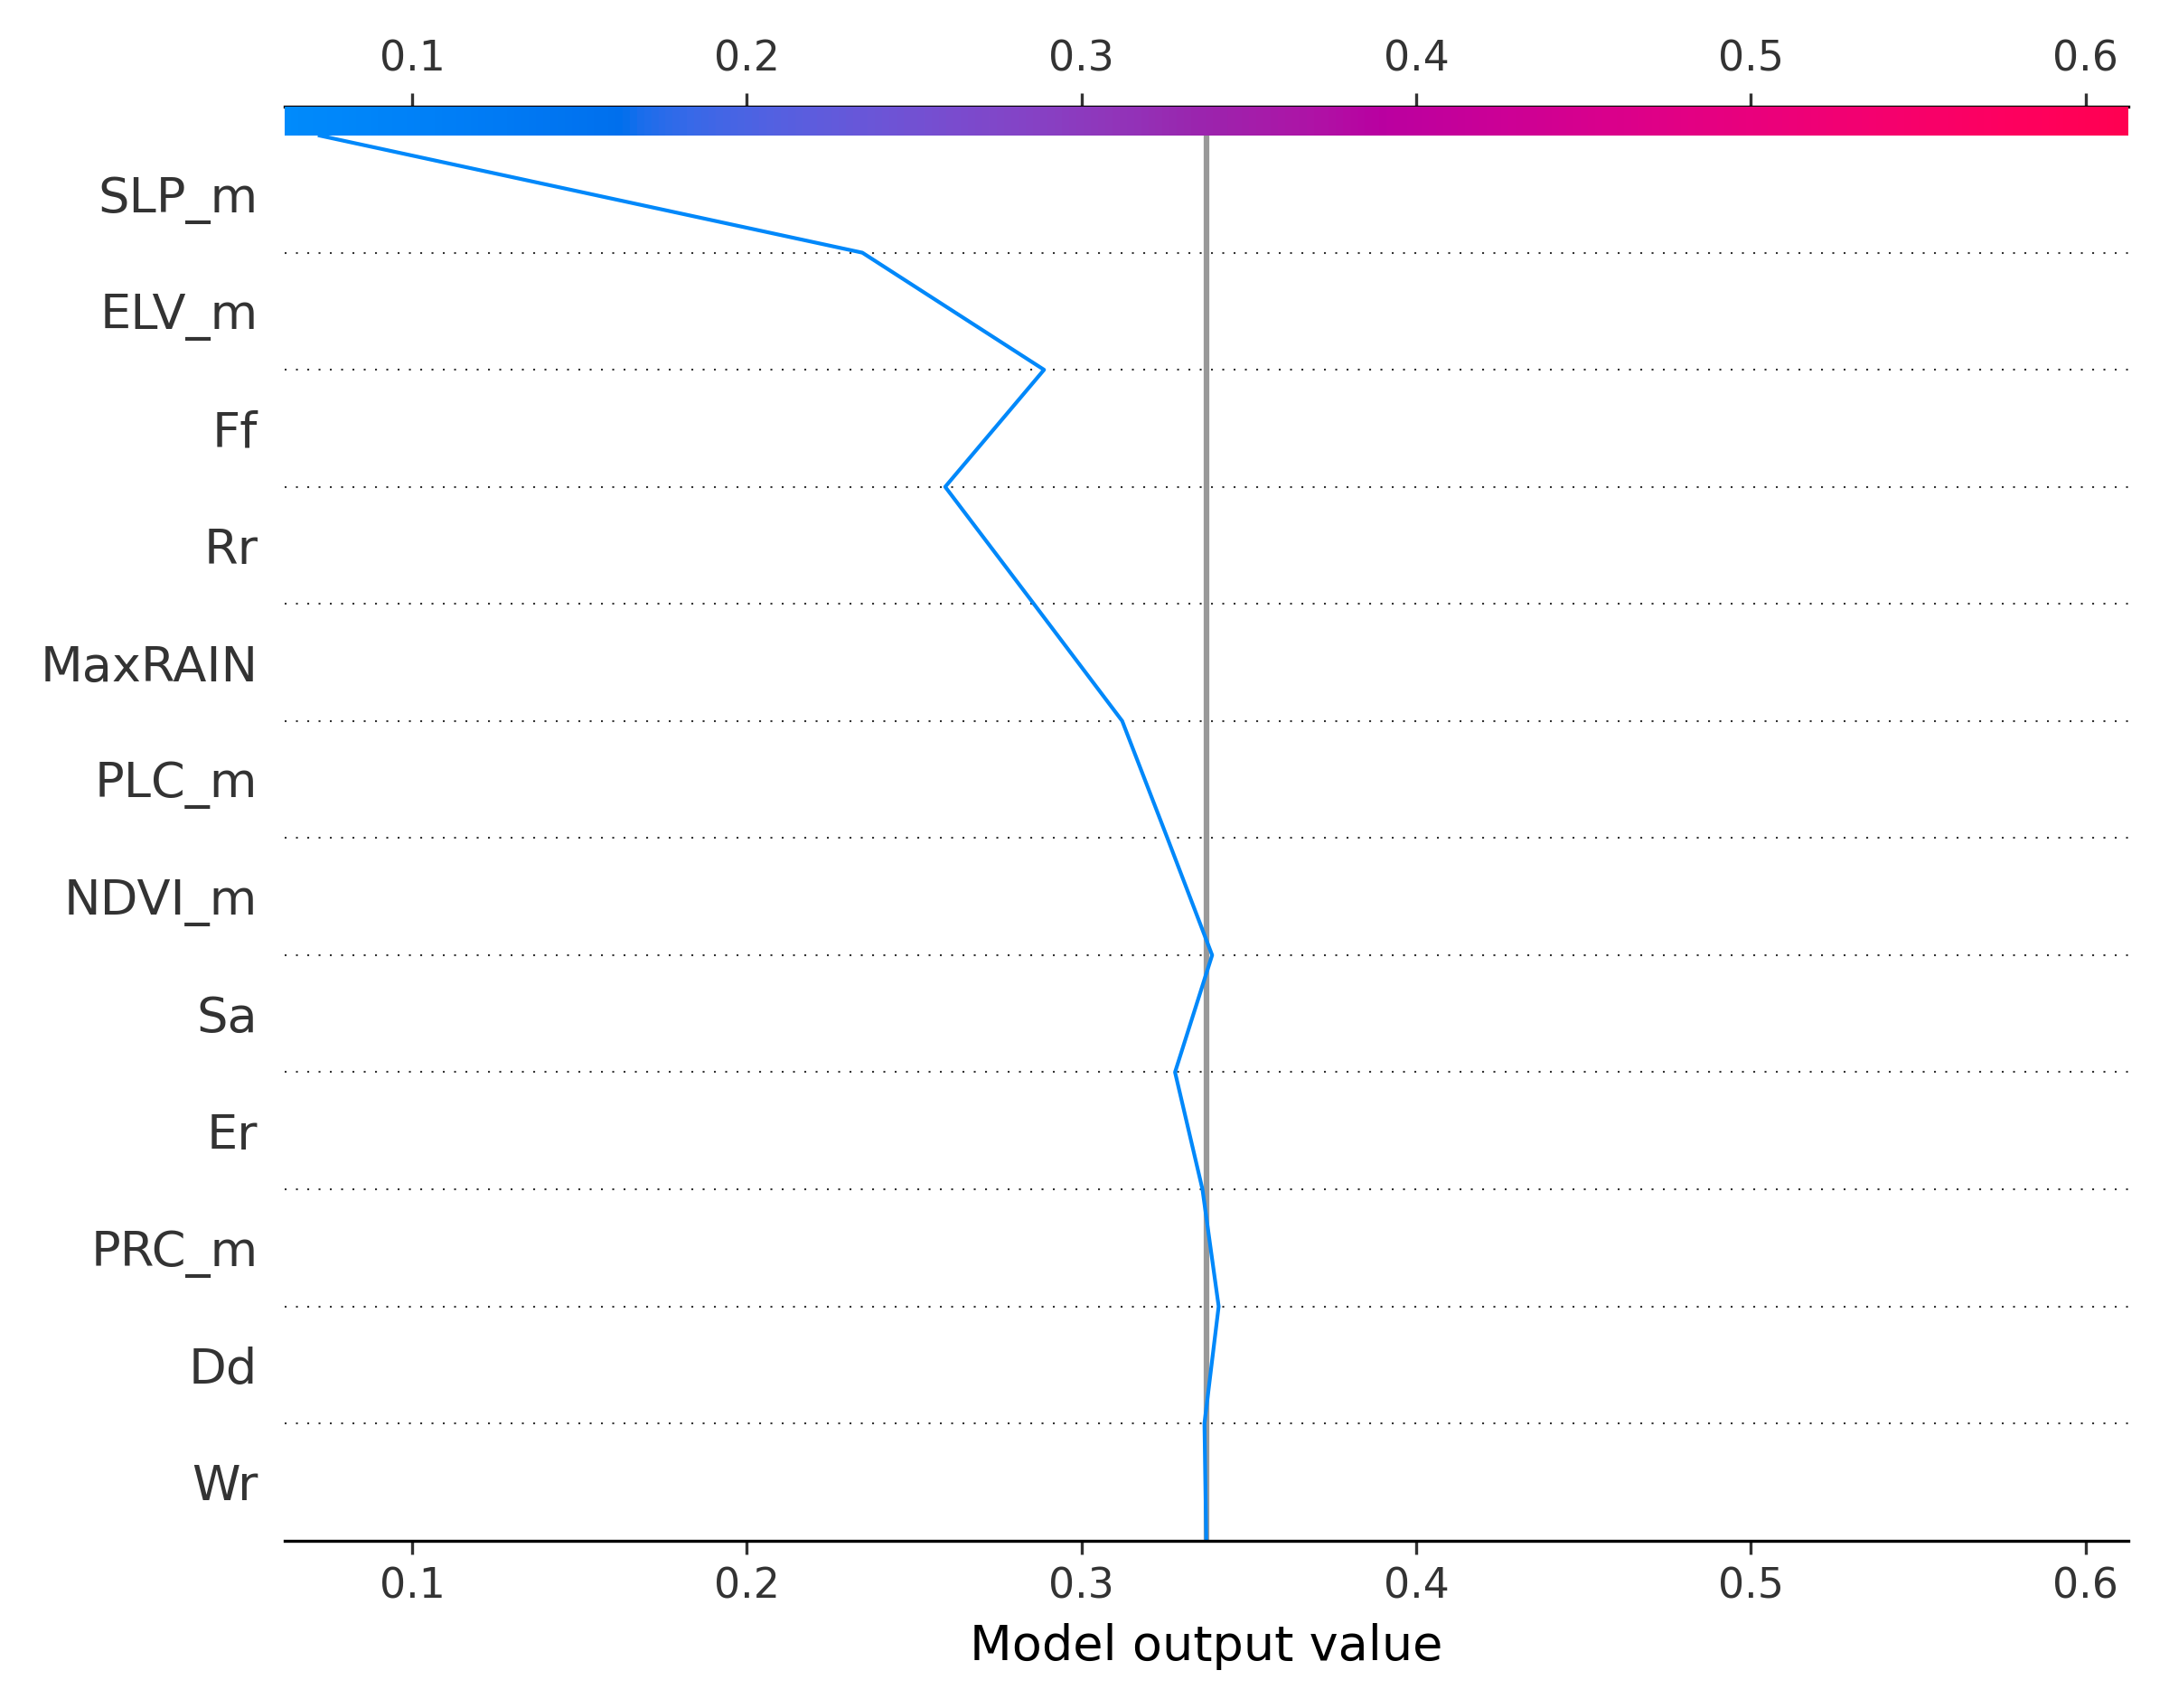 0.1 0.2 0.3 0.4 0.5 0.6
SLP_m
ELV_m
Ff
Rr
MaxRAIN
PLC_m
NDVI_m
Sa
Er
PRC_m
Dd
Wr
0.1 0.2 0.3 0.4 0.5 0.6
Model output value